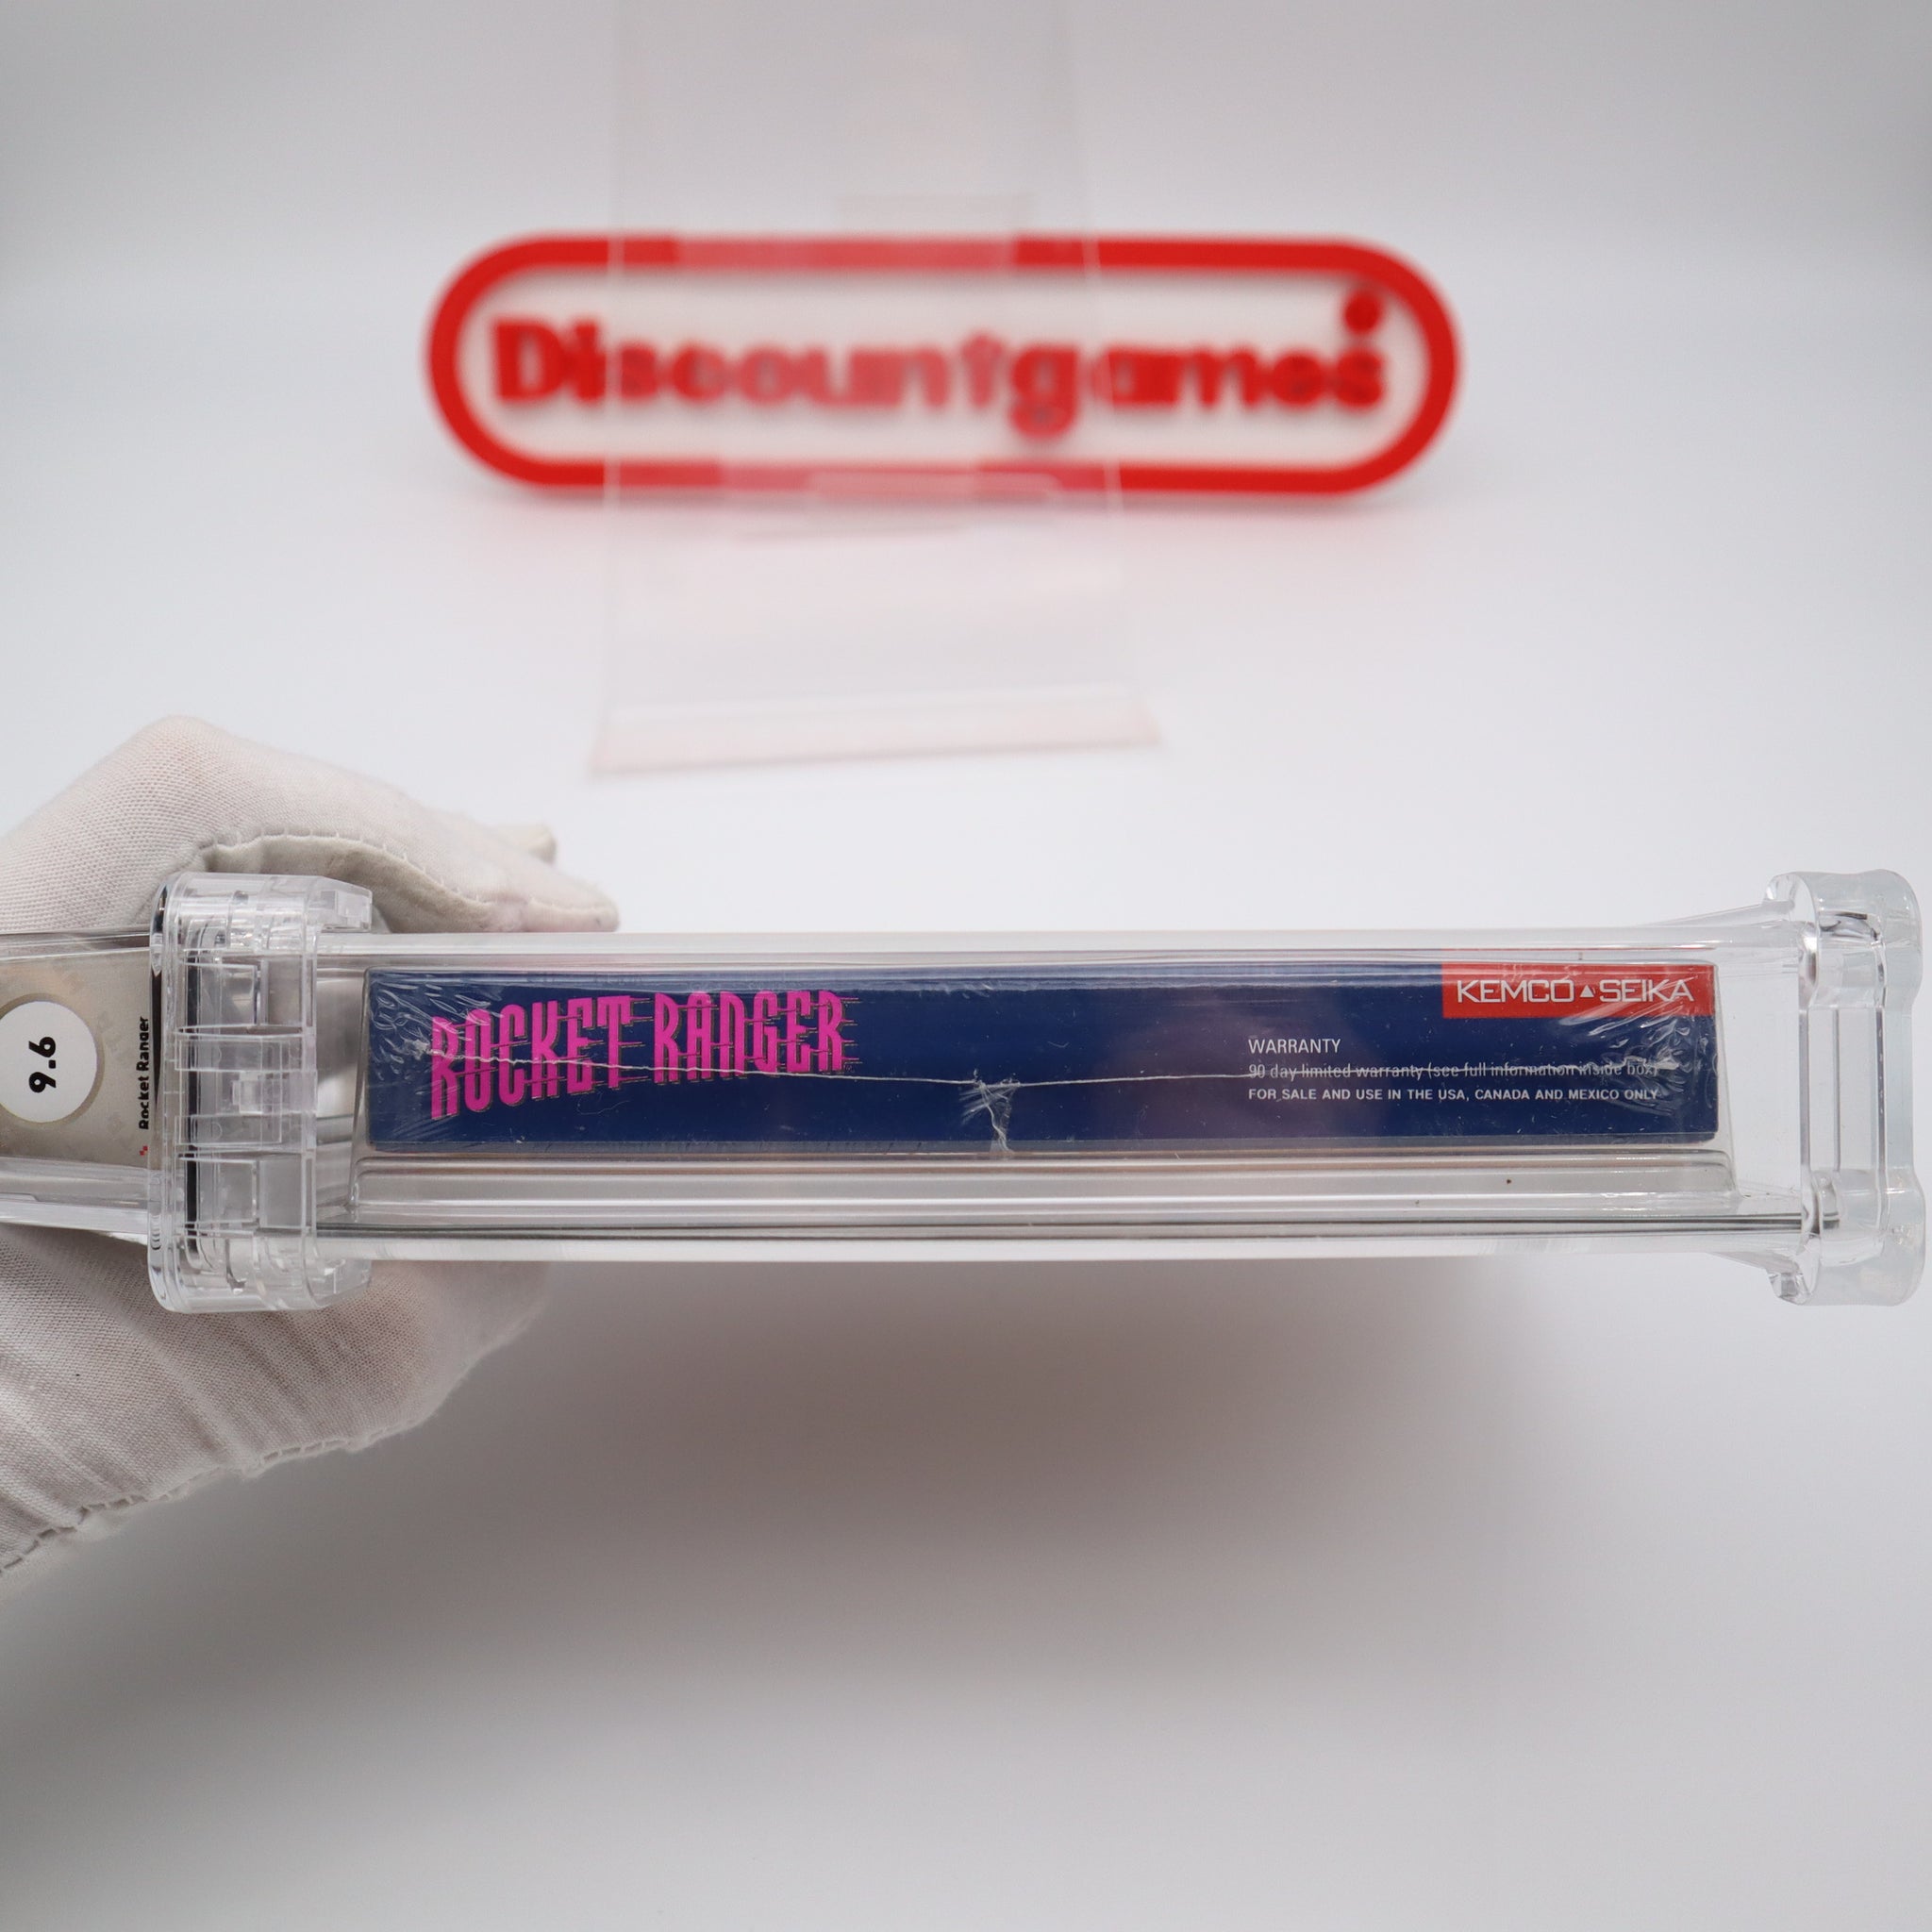 Discountgames
9.6
Rocket Ranger
ROCKET RANGER
KEMCO▲SEIKA
WARRANTY
90 day limited warranty (see full information inside box)
FOR SALE AND USE IN THE USA, CANADA AND MEXICO ONLY